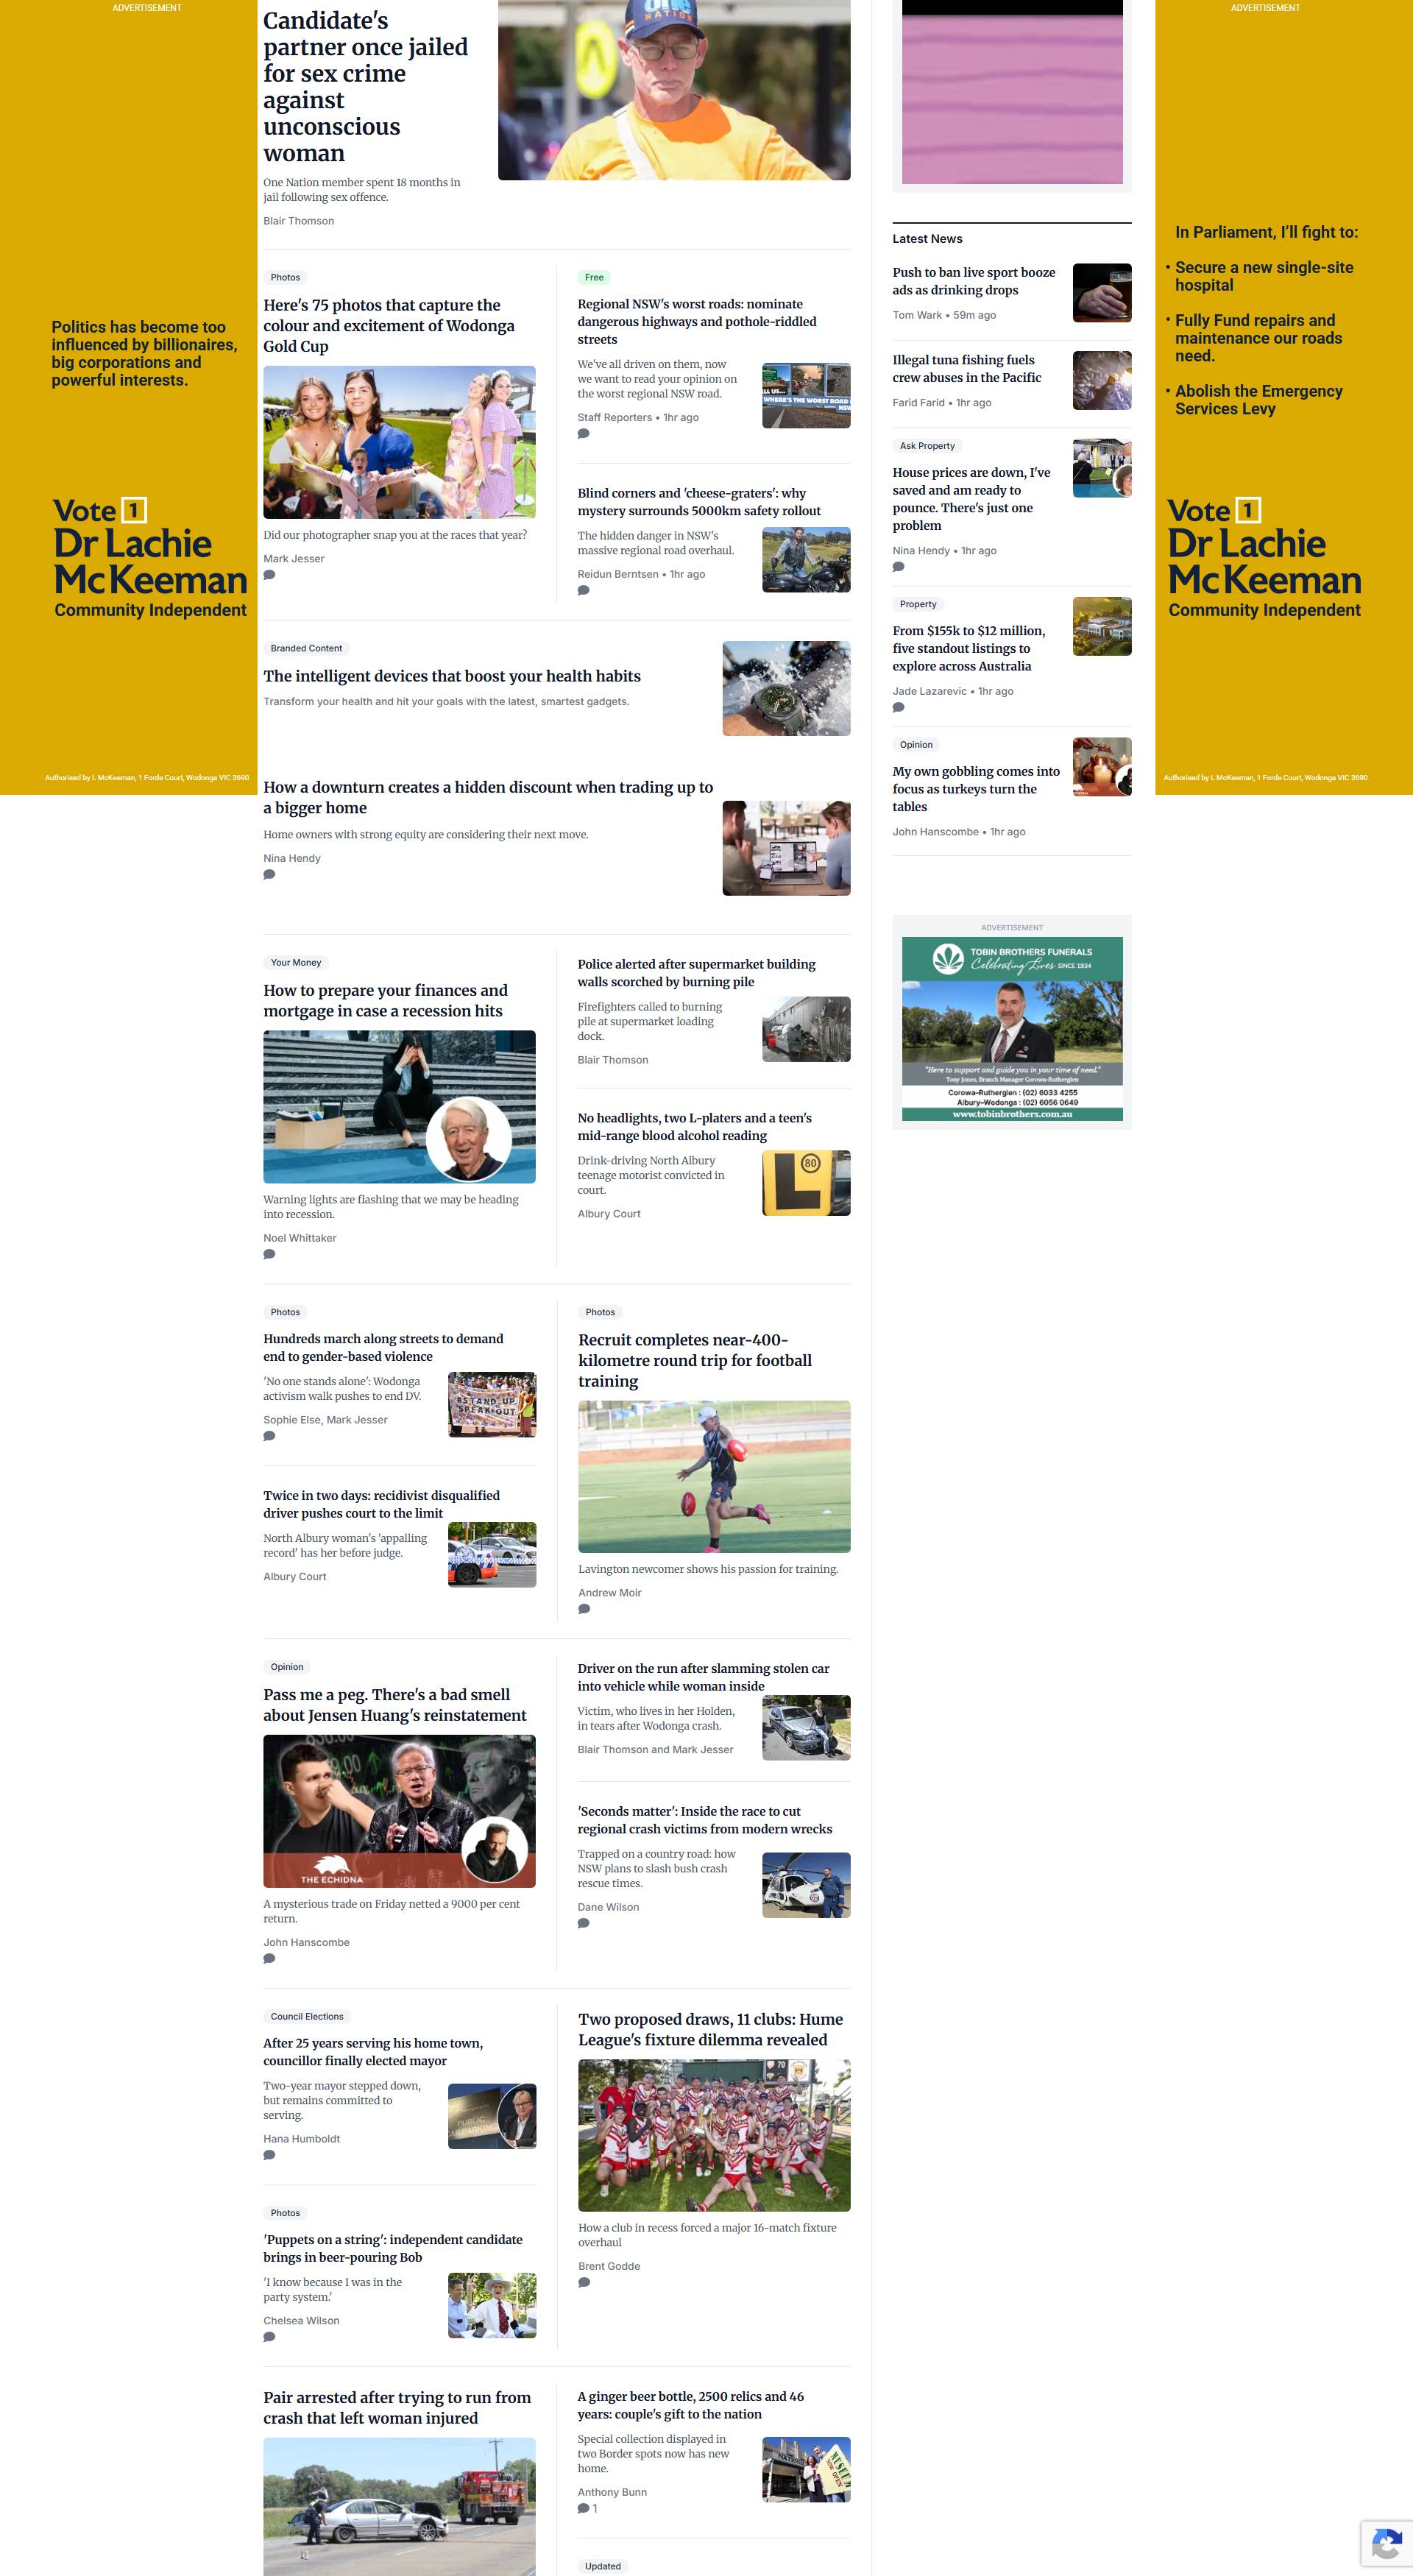 ADVERTISEMENT
Politics has become too
influenced by billionaires,
big corporations and
powerful interests.
Vote 1
Dr Lachie
McKeeman
Community Independent
Authorised by L McKeeman, 1 Forde Court, Wodonga VIC 3690
Candidate's
partner once jailed
for sex crime
against
unconscious
woman
One Nation member spent 18 months in
jail following sex offence.
Blair Thomson
one
NATION
Photos
Here's 75 photos that capture the
colour and excitement of Wodonga
Gold Cup
Did our photographer snap you at the races that year?
Mark Jesser
Free
Regional NSW's worst roads: nominate
dangerous highways and pothole-riddled
streets
We've all driven on them, now
we want to read your opinion on
the worst regional NSW road.
Staff Reporters • 1hr ago
WHERE'S THE WORST ROAD
Blind corners and 'cheese-graters': why
mystery surrounds 5000km safety rollout
The hidden danger in NSW's
massive regional road overhaul.
Reidun Berntsen • 1hr ago
Branded Content
The intelligent devices that boost your health habits
Transform your health and hit your goals with the latest, smartest gadgets.
How a downturn creates a hidden discount when trading up to
a bigger home
Home owners with strong equity are considering their next move.
Nina Hendy
Your Money
How to prepare your finances and
mortgage in case a recession hits
Warning lights are flashing that we may be heading
into recession.
Noel Whittaker
Police alerted after supermarket building
walls scorched by burning pile
Firefighters called to burning
pile at supermarket loading
dock.
Blair Thomson
No headlights, two L-platers and a teen's
mid-range blood alcohol reading
Drink-driving North Albury
teenage motorist convicted in
court.
Albury Court
L
80
Photos
Hundreds march along streets to demand
end to gender-based violence
'No one stands alone': Wodonga
activism walk pushes to end DV.
Sophie Else, Mark Jesser
#STAND UP
SPEAK OUT
Twice in two days: recidivist disqualified
driver pushes court to the limit
North Albury woman's 'appalling
record' has her before judge.
Albury Court
Photos
Recruit completes near-400-
kilometre round trip for football
training
Lavington newcomer shows his passion for training.
Andrew Moir
Opinion
Pass me a peg. There's a bad smell
about Jensen Huang's reinstatement
THE ECHIDNA
A mysterious trade on Friday netted a 9000 per cent
return.
John Hanscombe
Driver on the run after slamming stolen car
into vehicle while woman inside
Victim, who lives in her Holden,
in tears after Wodonga crash.
Blair Thomson and Mark Jesser
'Seconds matter': Inside the race to cut
regional crash victims from modern wrecks
Trapped on a country road: how
NSW plans to slash bush crash
rescue times.
Dane Wilson
Council Elections
After 25 years serving his home town,
councillor finally elected mayor
Two-year mayor stepped down,
but remains committed to
serving.
Hana Humboldt
PUBLIC
Photos
'Puppets on a string': independent candidate
brings in beer-pouring Bob
'I know because I was in the
party system.'
Chelsea Wilson
Two proposed draws, 11 clubs: Hume
League's fixture dilemma revealed
70
How a club in recess forced a major 16-match fixture
overhaul
Brent Godde
Pair arrested after trying to run from
crash that left woman injured
A ginger beer bottle, 2500 relics and 46
years: couple's gift to the nation
Special collection displayed in
two Border spots now has new
home.
Anthony Bunn
1
Updated
Latest News
Push to ban live sport booze
ads as drinking drops
Tom Wark • 59m ago
Illegal tuna fishing fuels
crew abuses in the Pacific
Farid Farid • 1hr ago
Ask Property
House prices are down, I've
saved and am ready to
pounce. There's just one
problem
Nina Hendy • 1hr ago
Property
From $155k to $12 million,
five standout listings to
explore across Australia
Jade Lazarevic • 1hr ago
Opinion
My own gobbling comes into
focus as turkeys turn the
tables
John Hanscombe • 1hr ago
ADVERTISEMENT
TOBIN BROTHERS FUNERALS
Celebrating Lives SINCE 1934
"Here to support and guide you in your time of need."
Tony Jones, Branch Manager Corowa-Rutherglen
Corowa-Rutherglen : (02) 6033 4255
Albury-Wodonga : (02) 6056 0649
www.tobinbrothers.com.au
ADVERTISEMENT
In Parliament, I'll fight to:
• Secure a new single-site
hospital
• Fully Fund repairs and
maintenance our roads
need.
• Abolish the Emergency
Services Levy
Vote 1
Dr Lachie
McKeeman
Community Independent
Authorised by L McKeeman, 1 Forde Court, Wodonga VIC 3690